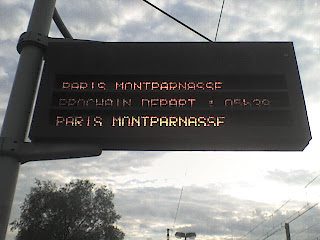 PARIS MONTPARNASSE
PROCHAIN DEPART : 05h39
PARIS MONTPARNASSE